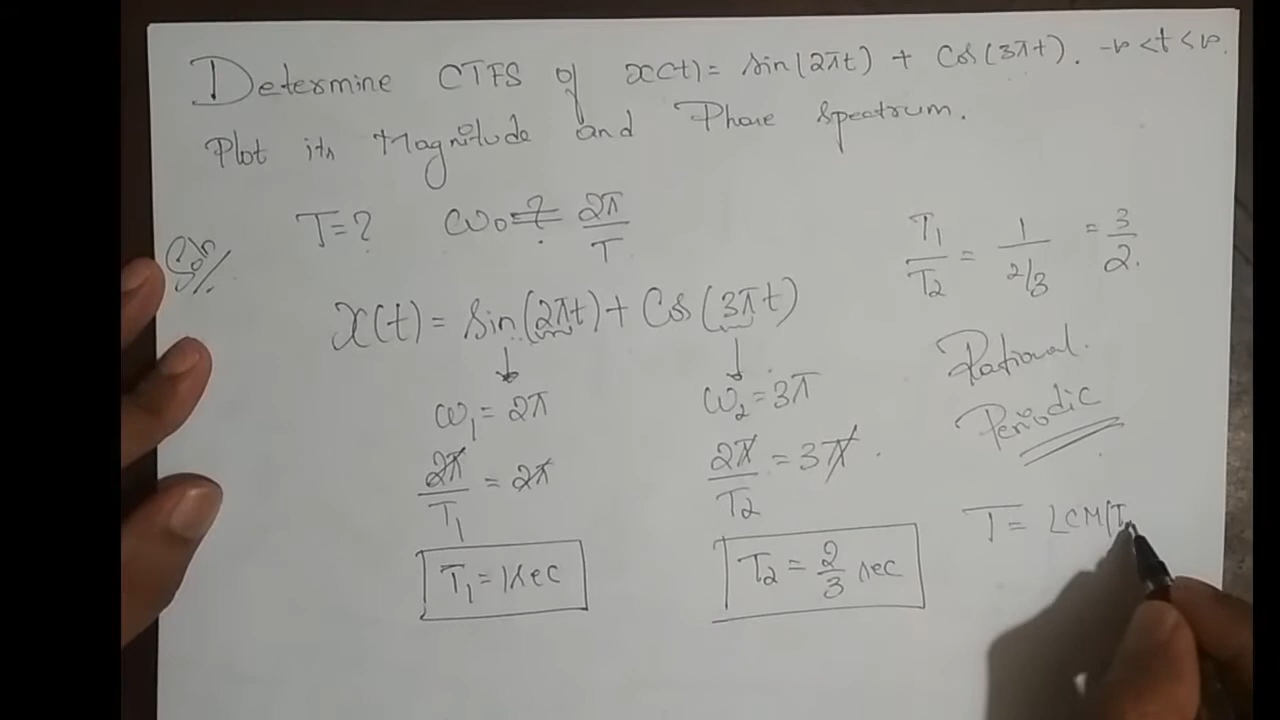 Determine CTFS of x(t) = sin(2πt) + Cos(3πt). -∞ < t < ∞.
Plot its Magnitude and Phase Spectrum.
T=? ω₀=? = 2π/T
Soln/.
x(t) = sin(2πt) + Cos(3πt)
↓ ↓
ω₁ = 2π ω₂ = 3π
2π/T₁ = 2π 2π/T₂ = 3π.
T₁ = 1sec T₂ = 2/3 sec
T₁/T₂ = 1/(2/3) = 3/2.
Rational.
Periodic
T = LCM(T₁